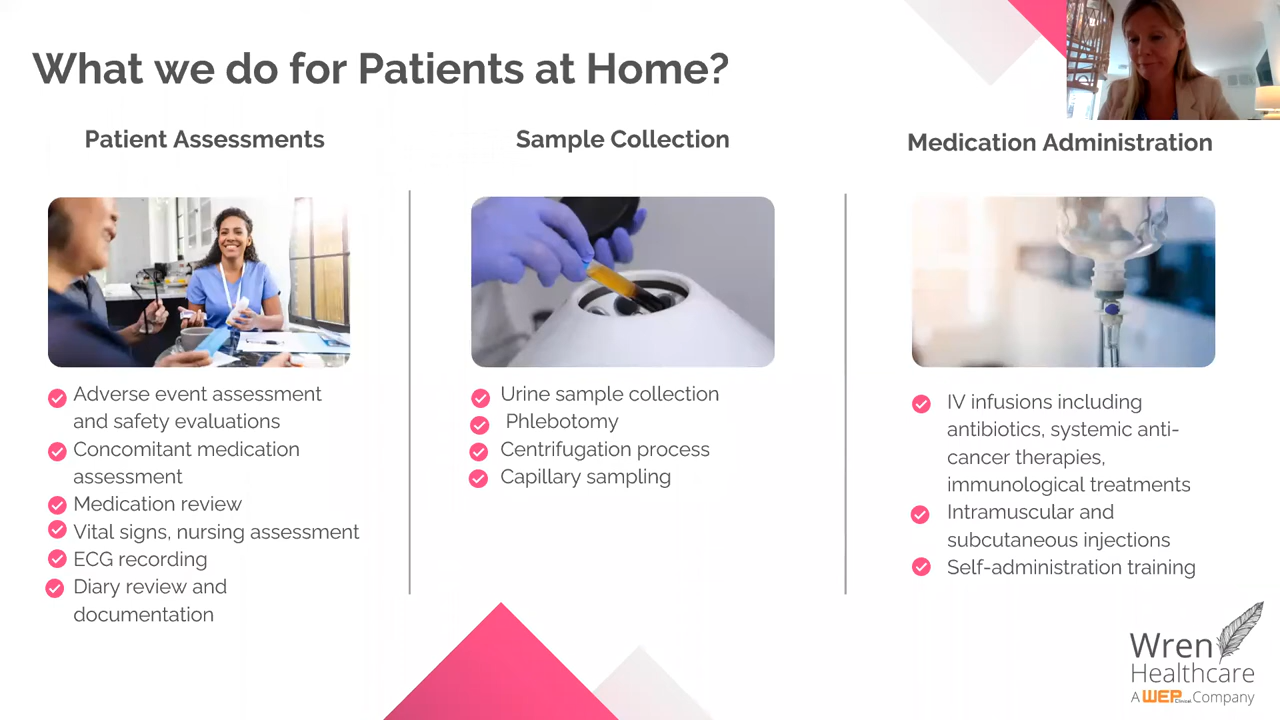 What we do for Patients at Home?
Patient Assessments
Adverse event assessment
and safety evaluations
Concomitant medication
assessment
Medication review
Vital signs, nursing assessment
ECG recording
Diary review and
documentation
Sample Collection
Urine sample collection
Phlebotomy
Centrifugation process
Capillary sampling
Medication Administration
IV infusions including
antibiotics, systemic anti-
cancer therapies,
immunological treatments
Intramuscular and
subcutaneous injections
Self-administration training
Wren
Healthcare
A WEP Clinical Company